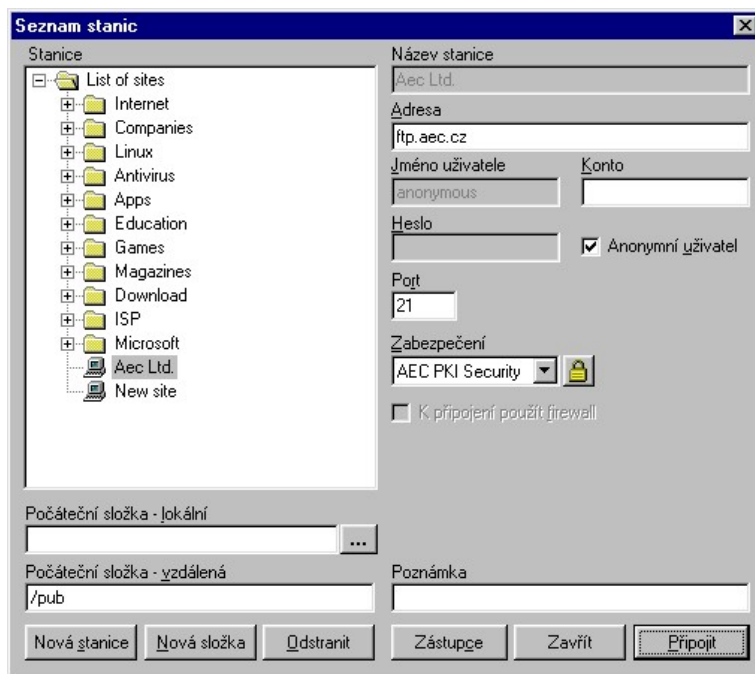 Seznam stanic
Stanice
List of sites
Internet
Companies
Linux
Antivirus
Apps
Education
Games
Magazines
Download
ISP
Microsoft
Aec Ltd.
New site
Název stanice
Aec Ltd.
Adresa
ftp.aec.cz
Jméno uživatele
Konto
anonymous
Heslo
Anonymní uživatel
Port
21
Zabezpečení
AEC PKI Security
K připojení použít firewall
Počáteční složka - lokální
...
Počáteční složka - vzdálená
/pub
Poznámka
Nová stanice
Nová složka
Odstranit
Zástupce
Zavřít
Připojit